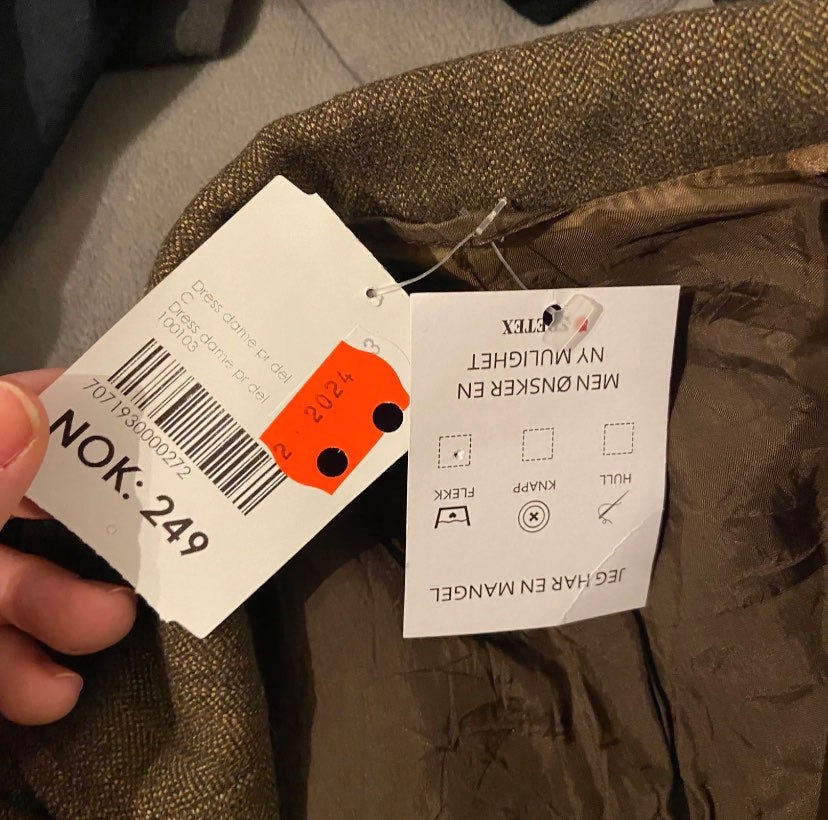 Dress dame pr del
C
Dress dame pr del
100103
7071930000272
NOK: 249
2 2024
3
JEG HAR EN MANGEL
HULL KNAPP FLEKK
MEN ØNSKER EN
NY MULIGHET